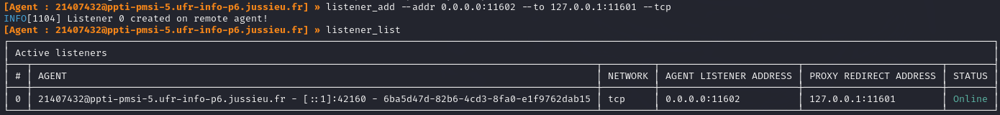 [Agent : 21407432@ppti-pmsi-5.ufr-info-p6.jussieu.fr] » listener_add --addr 0.0.0.0:11602 --to 127.0.0.1:11601 --tcp
INFO[1104] Listener 0 created on remote agent!
[Agent : 21407432@ppti-pmsi-5.ufr-info-p6.jussieu.fr] » listener_list
Active listeners
# AGENT NETWORK AGENT LISTENER ADDRESS PROXY REDIRECT ADDRESS STATUS
0 21407432@ppti-pmsi-5.ufr-info-p6.jussieu.fr - [::1]:42160 - 6ba5d47d-82b6-4cd3-8fa0-e1f9762dab15 tcp 0.0.0.0:11602 127.0.0.1:11601 Online